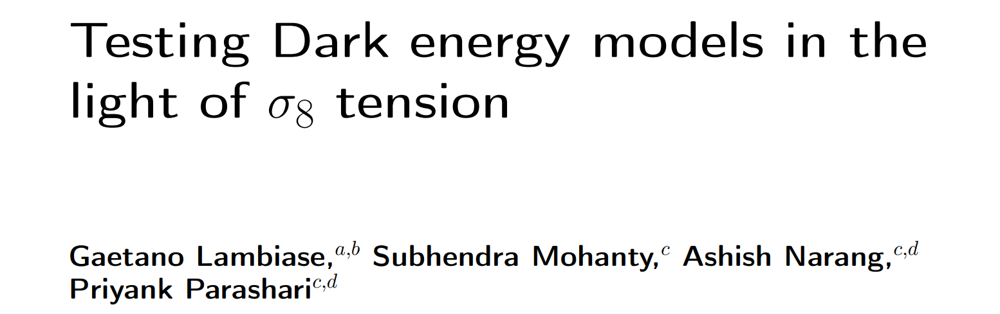 Testing Dark energy models in the
light of σ₈ tension
Gaetano Lambiase,ᵃ,ᵇ Subhendra Mohanty,ᶜ Ashish Narang,ᶜ,ᵈ
Priyank Parashariᶜ,ᵈ